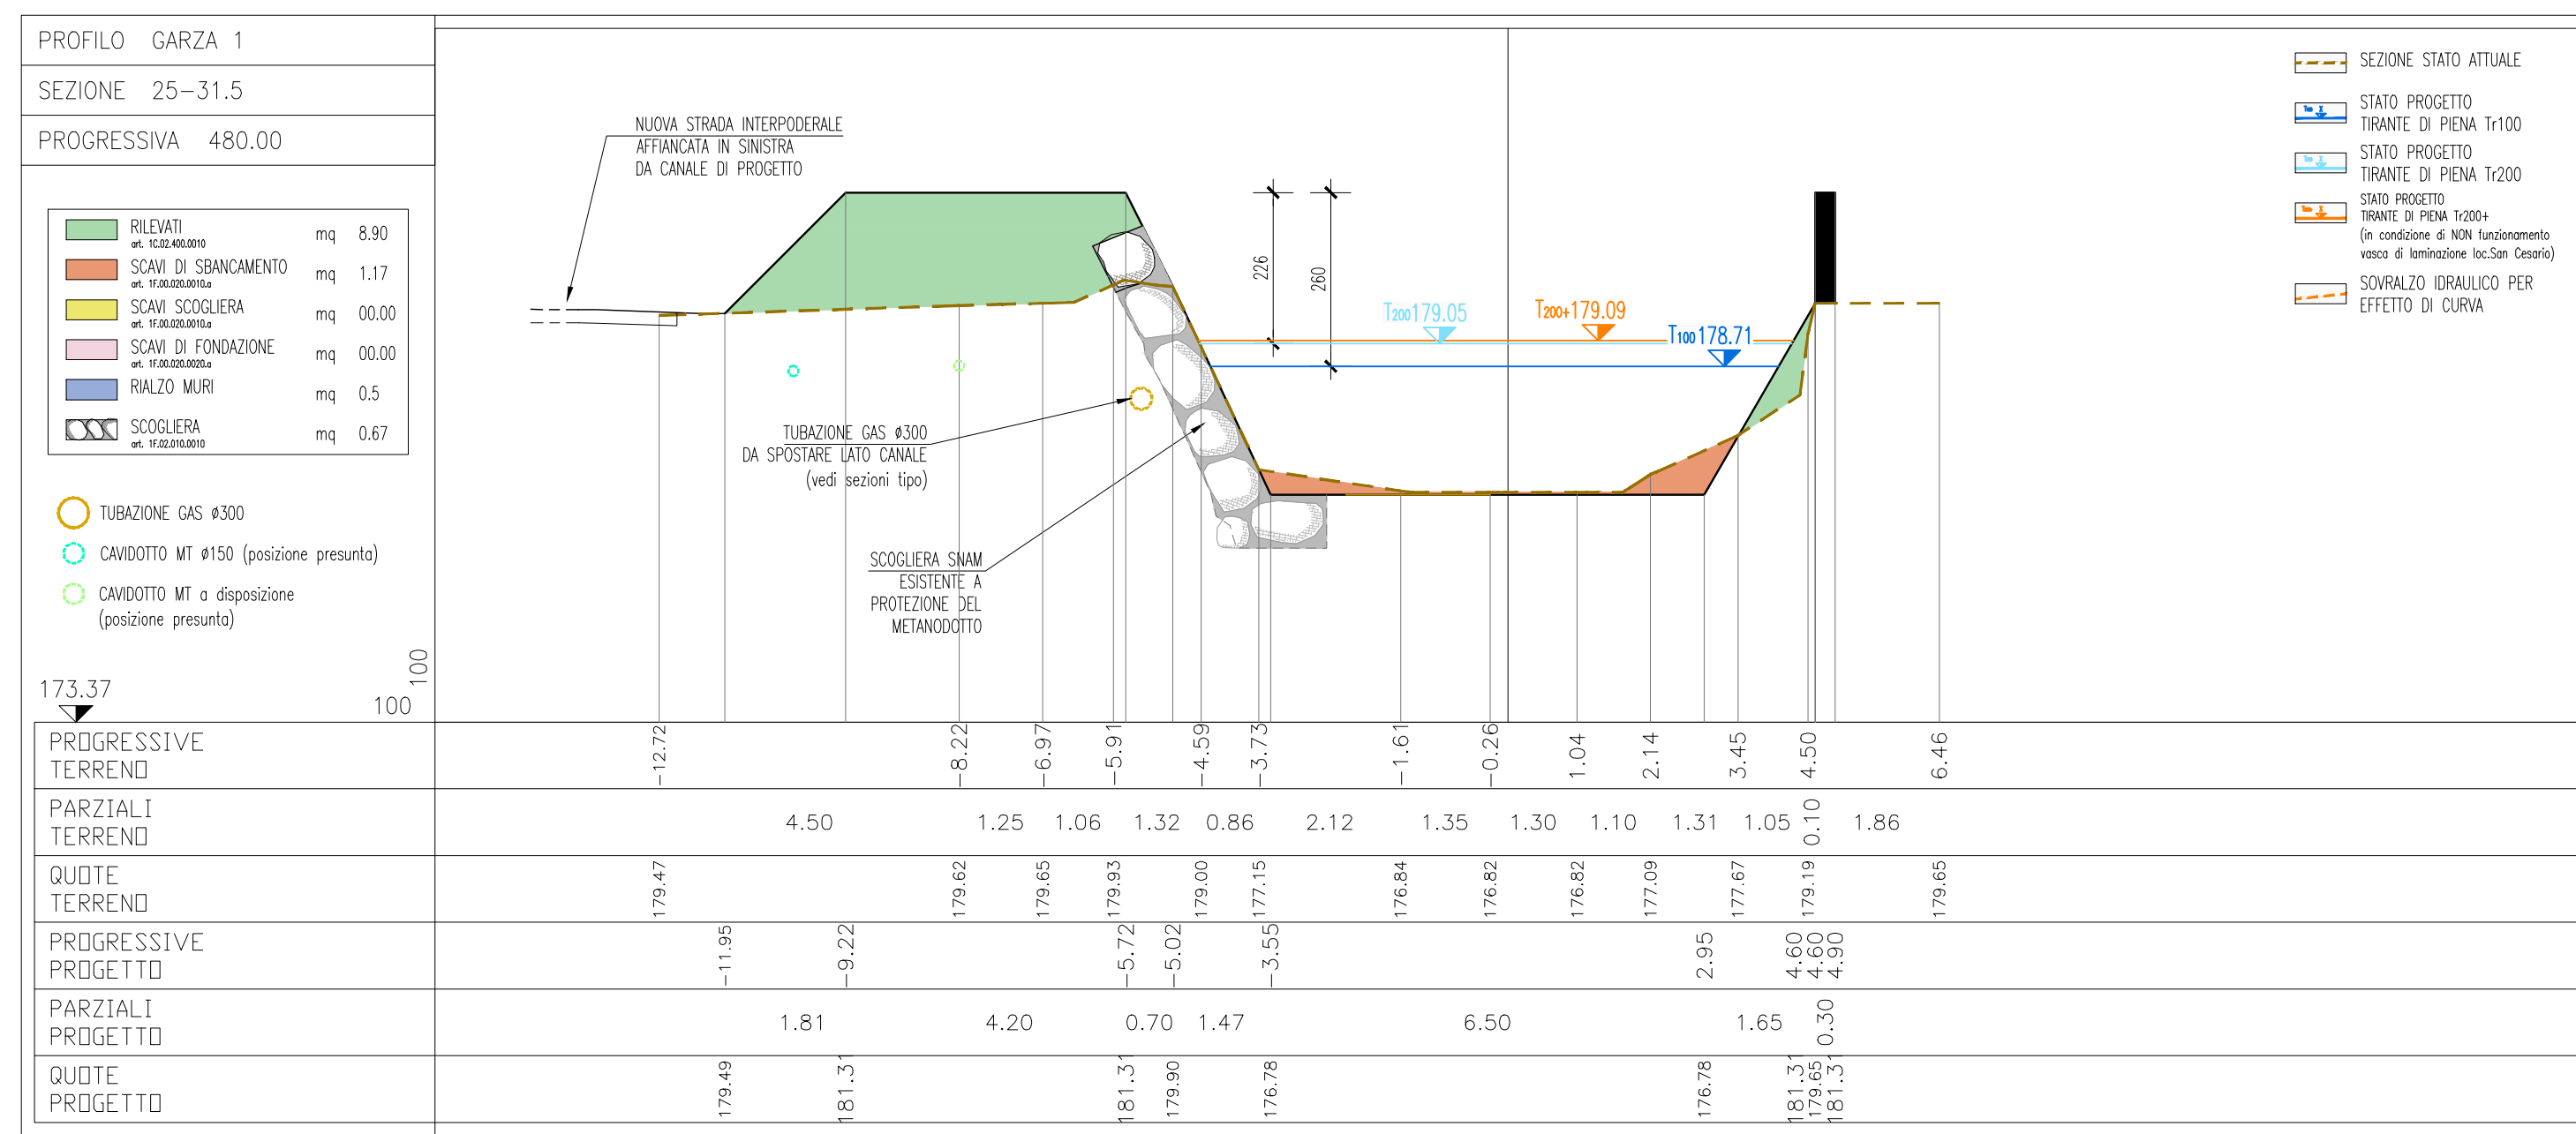 PROFILO GARZA 1
SEZIONE 25-31.5
PROGRESSIVA 480.00
RILEVATI mq 8.90
art. 1C.02.400.0010
SCAVI DI SBANCAMENTO mq 1.17
art. 1F.00.020.0010.a
SCAVI SCOGLIERA mq 00.00
art. 1F.00.020.0010.a
SCAVI DI FONDAZIONE mq 00.00
art. 1F.00.020.0020.a
RIALZO MURI mq 0.5
SCOGLIERA mq 0.67
art. 1F.02.010.0010
TUBAZIONE GAS ø300
CAVIDOTTO MT ø150 (posizione presunta)
CAVIDOTTO MT a disposizione
(posizione presunta)
173.37
100
100
NUOVA STRADA INTERPODERALE
AFFIANCATA IN SINISTRA
DA CANALE DI PROGETTO
226
260
T200 179.05
T200+ 179.09
T100 178.71
TUBAZIONE GAS ø300
DA SPOSTARE LATO CANALE
(vedi sezioni tipo)
SCOGLIERA SNAM
ESISTENTE A
PROTEZIONE DEL
METANODOTTO
SEZIONE STATO ATTUALE
STATO PROGETTO
TIRANTE DI PIENA Tr100
STATO PROGETTO
TIRANTE DI PIENA Tr200
STATO PROGETTO
TIRANTE DI PIENA Tr200+
(in condizione di NON funzionamento
vasca di laminazione loc.San Cesario)
SOVRALZO IDRAULICO PER
EFFETTO DI CURVA
PROGRESSIVE
TERRENO
-12.72 -8.22 -6.97 -5.91 -4.59 -3.73 -1.61 -0.26 1.04 2.14 3.45 4.50 6.46
PARZIALI
TERRENO
4.50 1.25 1.06 1.32 0.86 2.12 1.35 1.30 1.10 1.31 1.05 0.10 1.86
QUOTE
TERRENO
179.47 179.62 179.65 179.93 179.00 177.15 176.84 176.82 176.82 177.09 177.67 179.19 179.65
PROGRESSIVE
PROGETTO
-11.95 -9.22 -5.72 -5.02 -3.55 2.95 4.60 4.60 4.90
PARZIALI
PROGETTO
1.81 4.20 0.70 1.47 6.50 1.65 0.30
QUOTE
PROGETTO
179.49 181.31 181.31 179.90 176.78 176.78 181.31 179.65 181.31